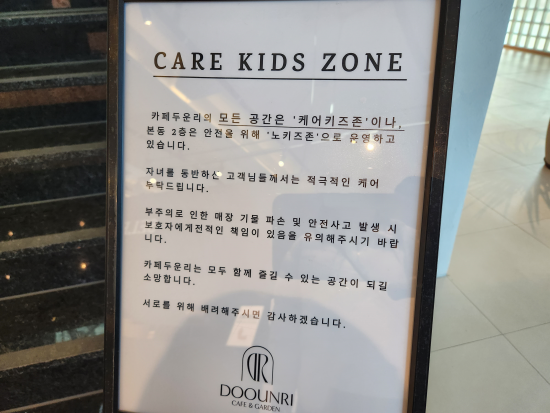 CARE KIDS ZONE
카페두운리의 모든 공간은 '케어키즈존'이나,
본동 2층은 안전을 위해 '노키즈존'으로 운영하고
있습니다.
자녀를 동반하신 고객님들께서는 적극적인 케어
부탁드립니다.
부주의로 인한 매장 기물 파손 및 안전사고 발생 시
보호자에게전적인 책임이 있음을 유의해주시기 바랍
니다.
카페두운리는 모두 함께 즐길 수 있는 공간이 되길
소망합니다.
서로를 위해 배려해주시면 감사하겠습니다.
DOOUNRI
CAFE & GARDEN